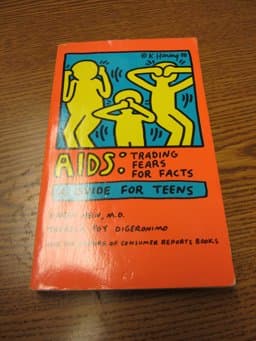 © K. Haring 89
AIDS:
TRADING
FEARS
FOR FACTS
A GUIDE FOR TEENS
KAREN HEIN, M.D.
THERESA FOY DIGERONIMO
AND THE EDITORS OF CONSUMER REPORTS BOOKS